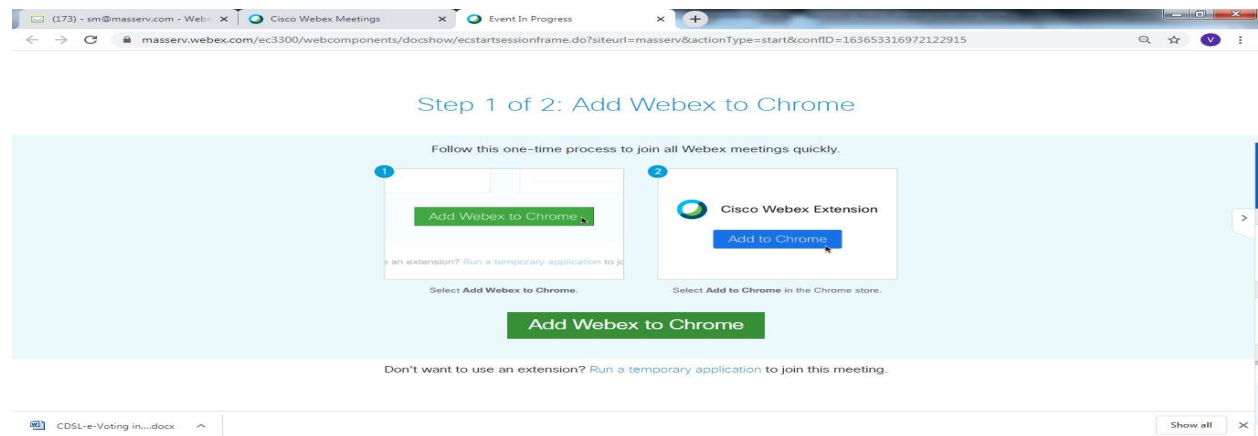 (173) - sm@masserv.com - Web
Cisco Webex Meetings
Event In Progress
masserv.webex.com/ec3300/webcomponents/docshow/ecstartsessionframe.do?siteurl=masserv&actionType=start&confID=163653316972122915
V
Step 1 of 2: Add Webex to Chrome
Follow this one-time process to join all Webex meetings quickly.
1
2
Add Webex to Chrome
Cisco Webex Extension
Add to Chrome
an extension? Run a temporary application to jo
Select Add Webex to Chrome.
Select Add to Chrome in the Chrome store.
Add Webex to Chrome
Don't want to use an extension? Run a temporary application to join this meeting.
CDSL-e-Voting in....docx
Show all